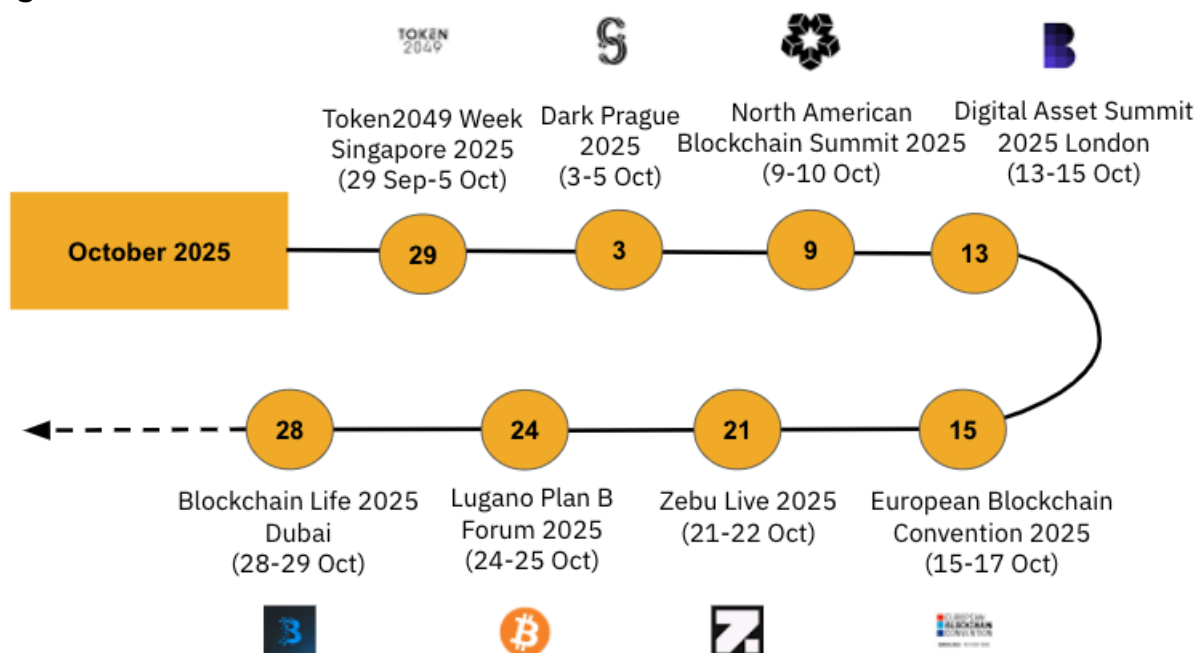 TOKEN
2049
Token2049 Week
Singapore 2025
(29 Sep-5 Oct)
Dark Prague
2025
(3-5 Oct)
North American
Blockchain Summit 2025
(9-10 Oct)
Digital Asset Summit
2025 London
(13-15 Oct)
October 2025
29
3
9
13
28
24
21
15
Blockchain Life 2025
Dubai
(28-29 Oct)
Lugano Plan B
Forum 2025
(24-25 Oct)
Zebu Live 2025
(21-22 Oct)
European Blockchain
Convention 2025
(15-17 Oct)
EUROPEAN
BLOCKCHAIN
CONVENTION